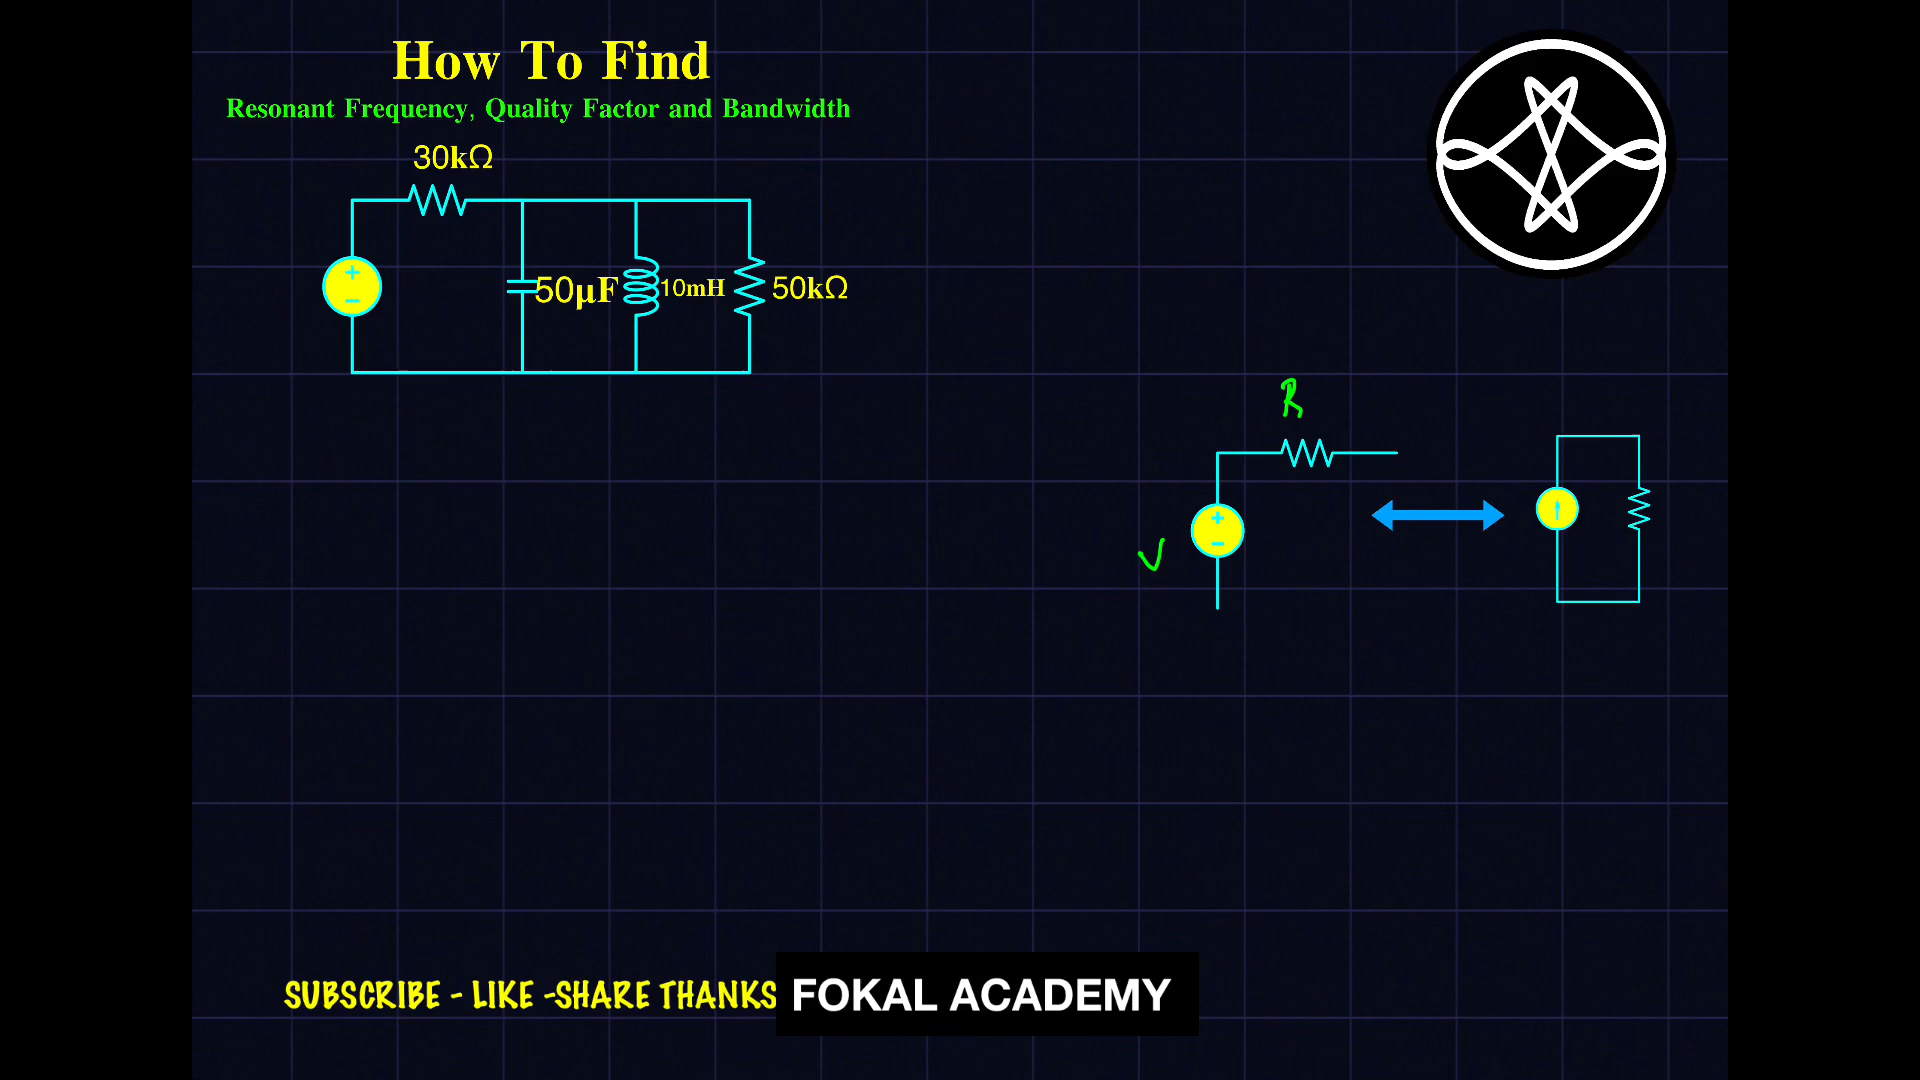 How To Find
Resonant Frequency, Quality Factor and Bandwidth
30kΩ
50μF
10mH
50kΩ
R
V
SUBSCRIBE - LIKE -SHARE THANKS
FOKAL ACADEMY